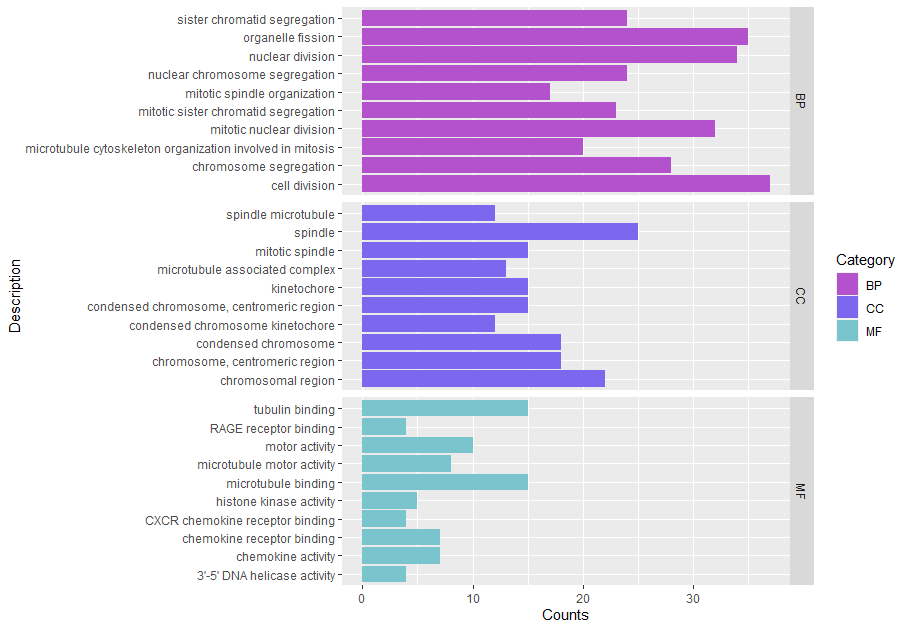 sister chromatid segregation
organelle fission
nuclear division
nuclear chromosome segregation
mitotic spindle organization
mitotic sister chromatid segregation
mitotic nuclear division
microtubule cytoskeleton organization involved in mitosis
chromosome segregation
cell division
BP
spindle microtubule
spindle
mitotic spindle
microtubule associated complex
kinetochore
condensed chromosome, centromeric region
condensed chromosome kinetochore
condensed chromosome
chromosome, centromeric region
chromosomal region
CC
tubulin binding
RAGE receptor binding
motor activity
microtubule motor activity
microtubule binding
histone kinase activity
CXCR chemokine receptor binding
chemokine receptor binding
chemokine activity
3'-5' DNA helicase activity
MF
0 10 20 30
Counts
Description
Category
BP
CC
MF